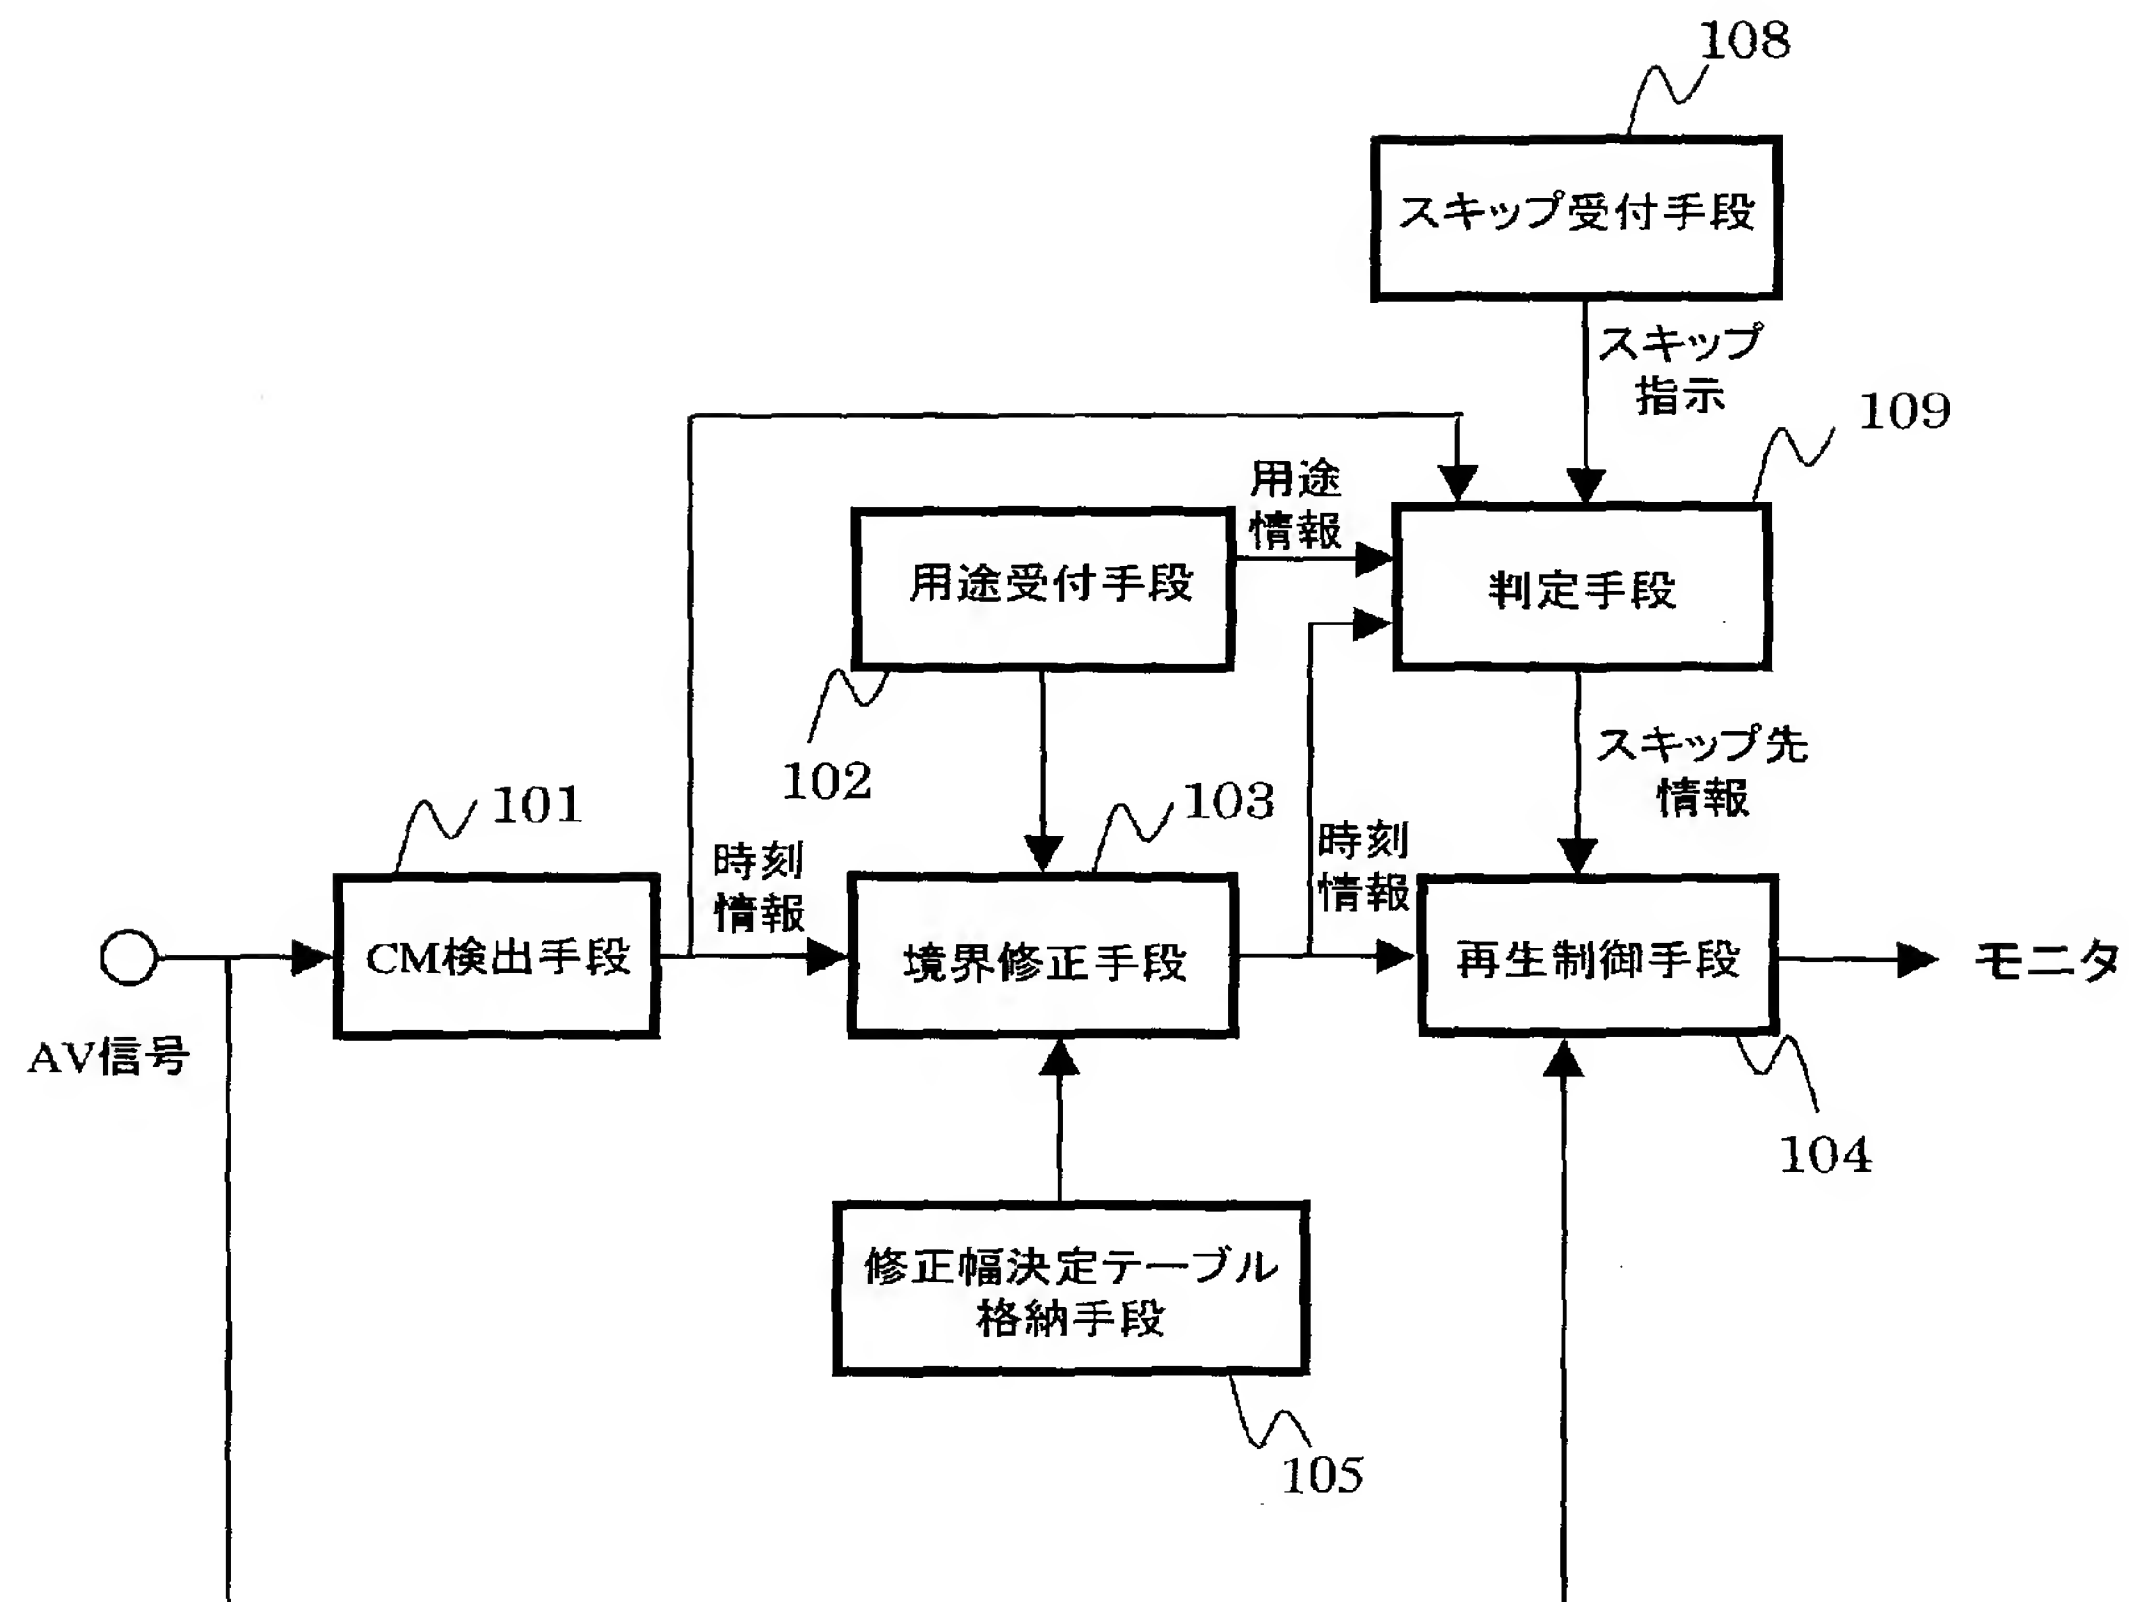 108
スキップ受付手段
スキップ
指示
109
用途
情報
用途受付手段
判定手段
102
スキップ先
情報
101
103
時刻
情報
時刻
情報
CM検出手段
境界修正手段
再生制御手段
モニタ
AV信号
104
修正幅決定テーブル
格納手段
105